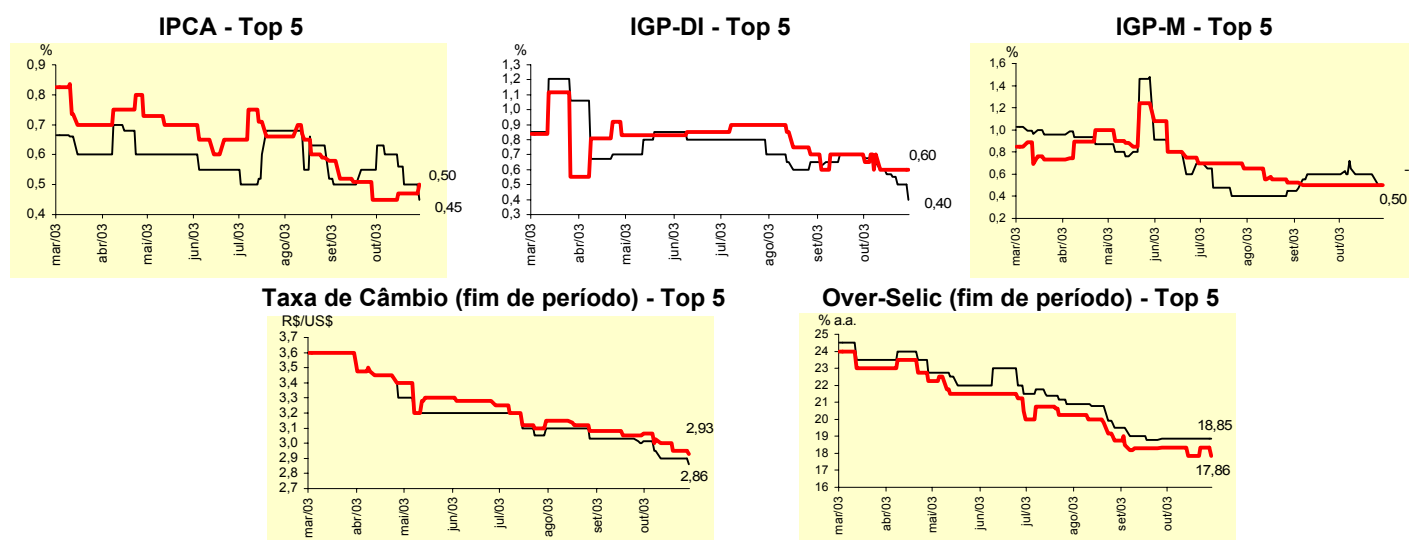 IPCA - Top 5
%
0,9
0,8
0,7
0,6
0,5
0,4
0,50
0,45
mar/03
abr/03
mai/03
jun/03
jul/03
ago/03
set/03
out/03
IGP-DI - Top 5
%
1,3
1,2
1,1
1,0
0,9
0,8
0,7
0,6
0,5
0,4
0,3
0,60
0,40
mar/03
abr/03
mai/03
jun/03
jul/03
ago/03
set/03
out/03
IGP-M - Top 5
%
1,6
1,4
1,2
1,0
0,8
0,6
0,4
0,2
0,50
mar/03
abr/03
mai/03
jun/03
jul/03
ago/03
set/03
out/03
Taxa de Câmbio (fim de período) - Top 5
R$/US$
3,7
3,6
3,5
3,4
3,3
3,2
3,1
3,0
2,9
2,8
2,7
2,93
2,86
mar/03
abr/03
mai/03
jun/03
jul/03
ago/03
set/03
out/03
Over-Selic (fim de período) - Top 5
% a.a.
25
24
23
22
21
20
19
18
17
16
18,85
17,86
mar/03
abr/03
mai/03
jun/03
jul/03
ago/03
set/03
out/03